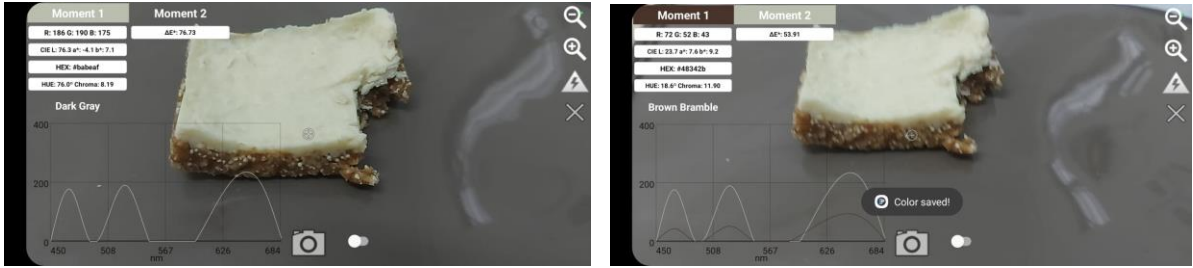 Moment 1 Moment 2
R: 186 G: 190 B: 175 ΔE*: 76.73
CIE L: 76.3 a*: -4.1 b*: 7.1
HEX: #babeaf
HUE: 76.0º Chroma: 8.19
Dark Gray
400
200
0
450 508 567 626 684
nm
Moment 1 Moment 2
R: 72 G: 52 B: 43 ΔE*: 53.91
CIE L: 23.7 a*: 7.6 b*: 9.2
HEX: #48342b
HUE: 18.6º Chroma: 11.90
Brown Bramble
400
200
Color saved!
0
450 508 567 626 684
nm